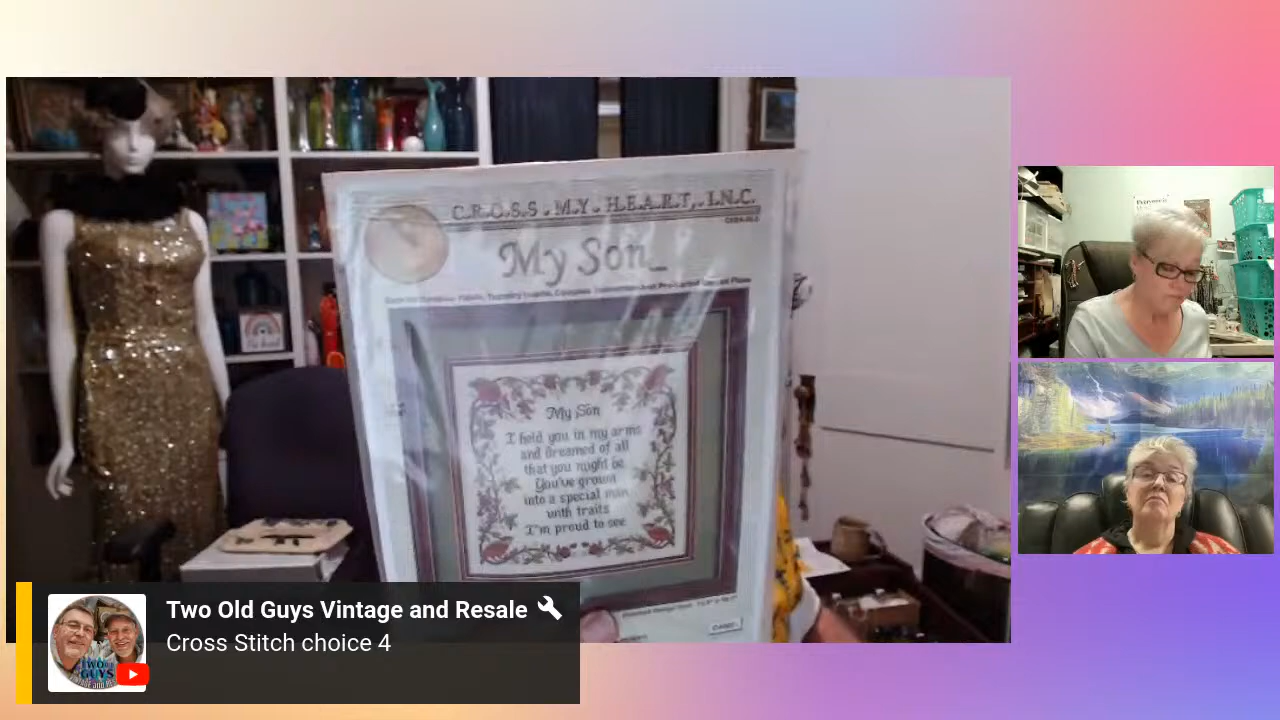 C.R.O.S.S. M.Y. H.E.A.R.T, I.N.C.
My Son_
My Son
I held you in my arms
and dreamed of all
that you might be.
You've grown
into a special man
with traits
I'm proud to see
Two Old Guys Vintage and Resale
Cross Stitch choice 4